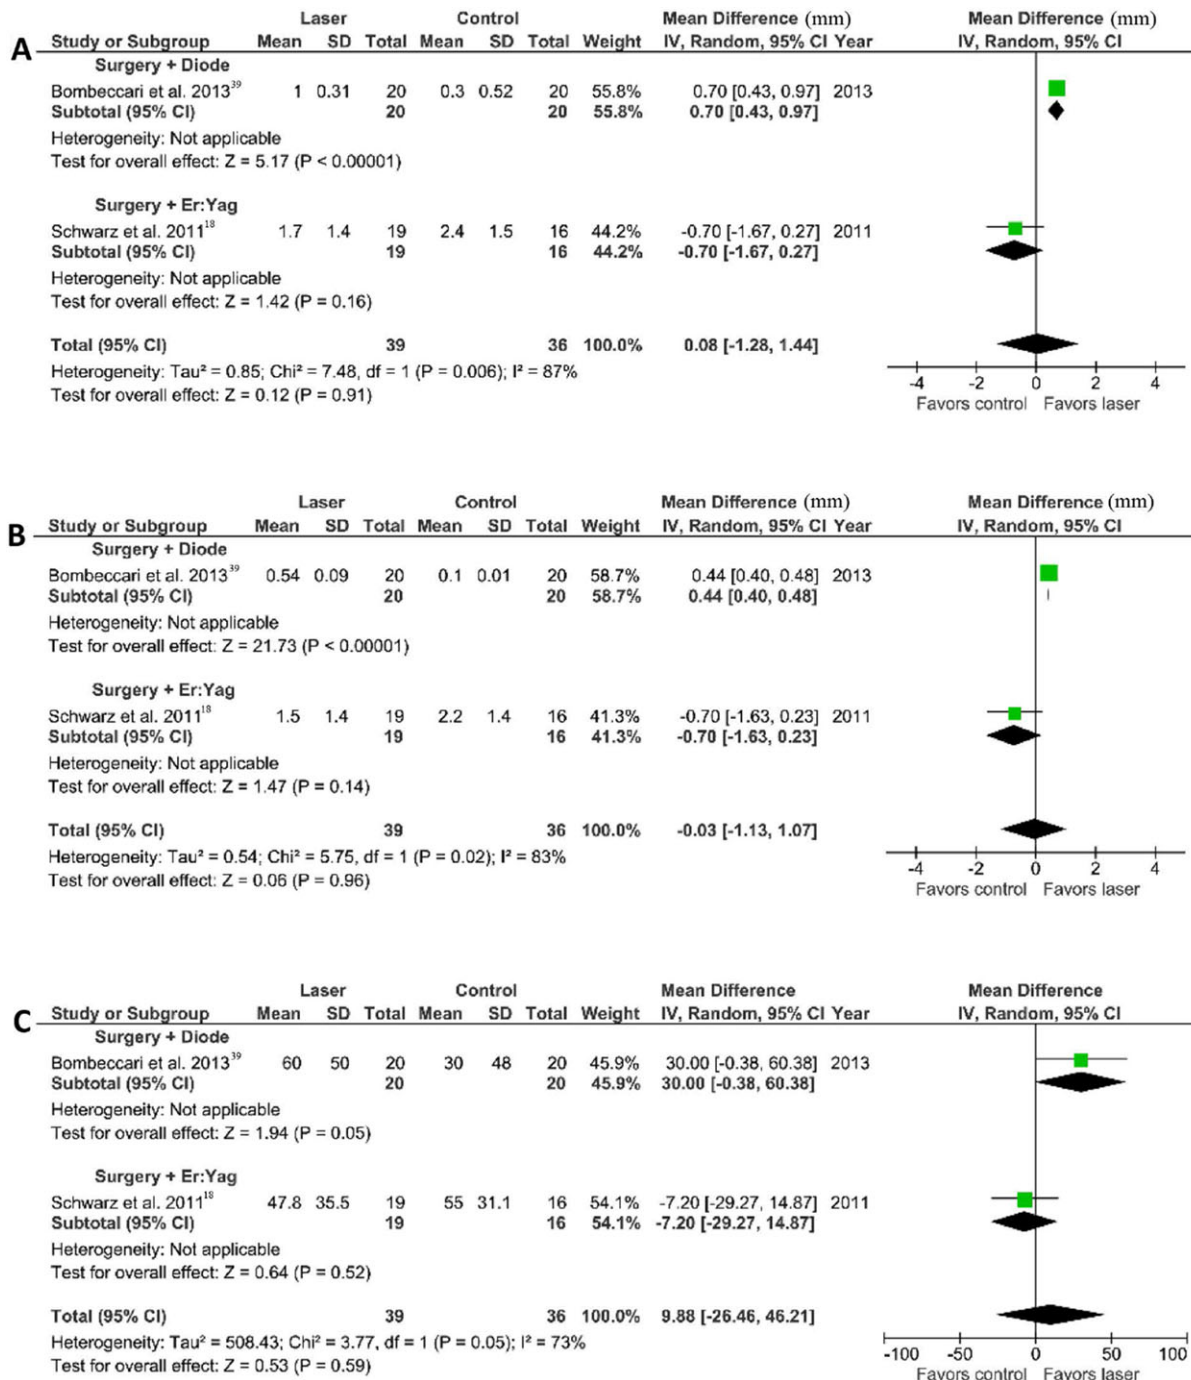 A
Laser Control Mean Difference (mm) Mean Difference (mm)
Study or Subgroup Mean SD Total Mean SD Total Weight IV, Random, 95% CI Year IV, Random, 95% CI
Surgery + Diode
Bombeccari et al. 2013³⁹ 1 0.31 20 0.3 0.52 20 55.8% 0.70 [0.43, 0.97] 2013
Subtotal (95% CI) 20 20 55.8% 0.70 [0.43, 0.97]
Heterogeneity: Not applicable
Test for overall effect: Z = 5.17 (P < 0.00001)
Surgery + Er:Yag
Schwarz et al. 2011¹⁸ 1.7 1.4 19 2.4 1.5 16 44.2% -0.70 [-1.67, 0.27] 2011
Subtotal (95% CI) 19 16 44.2% -0.70 [-1.67, 0.27]
Heterogeneity: Not applicable
Test for overall effect: Z = 1.42 (P = 0.16)
Total (95% CI) 39 36 100.0% 0.08 [-1.28, 1.44]
Heterogeneity: Tau² = 0.85; Chi² = 7.48, df = 1 (P = 0.006); I² = 87%
Test for overall effect: Z = 0.12 (P = 0.91)
-4 -2 0 2 4
Favors control Favors laser
B
Laser Control Mean Difference (mm) Mean Difference (mm)
Study or Subgroup Mean SD Total Mean SD Total Weight IV, Random, 95% CI Year IV, Random, 95% CI
Surgery + Diode
Bombeccari et al. 2013³⁹ 0.54 0.09 20 0.1 0.01 20 58.7% 0.44 [0.40, 0.48] 2013
Subtotal (95% CI) 20 20 58.7% 0.44 [0.40, 0.48]
Heterogeneity: Not applicable
Test for overall effect: Z = 21.73 (P < 0.00001)
Surgery + Er:Yag
Schwarz et al. 2011¹⁸ 1.5 1.4 19 2.2 1.4 16 41.3% -0.70 [-1.63, 0.23] 2011
Subtotal (95% CI) 19 16 41.3% -0.70 [-1.63, 0.23]
Heterogeneity: Not applicable
Test for overall effect: Z = 1.47 (P = 0.14)
Total (95% CI) 39 36 100.0% -0.03 [-1.13, 1.07]
Heterogeneity: Tau² = 0.54; Chi² = 5.75, df = 1 (P = 0.02); I² = 83%
Test for overall effect: Z = 0.06 (P = 0.96)
-4 -2 0 2 4
Favors control Favors laser
C
Laser Control Mean Difference Mean Difference
Study or Subgroup Mean SD Total Mean SD Total Weight IV, Random, 95% CI Year IV, Random, 95% CI
Surgery + Diode
Bombeccari et al. 2013³⁹ 60 50 20 30 48 20 45.9% 30.00 [-0.38, 60.38] 2013
Subtotal (95% CI) 20 20 45.9% 30.00 [-0.38, 60.38]
Heterogeneity: Not applicable
Test for overall effect: Z = 1.94 (P = 0.05)
Surgery + Er:Yag
Schwarz et al. 2011¹⁸ 47.8 35.5 19 55 31.1 16 54.1% -7.20 [-29.27, 14.87] 2011
Subtotal (95% CI) 19 16 54.1% -7.20 [-29.27, 14.87]
Heterogeneity: Not applicable
Test for overall effect: Z = 0.64 (P = 0.52)
Total (95% CI) 39 36 100.0% 9.88 [-26.46, 46.21]
Heterogeneity: Tau² = 508.43; Chi² = 3.77, df = 1 (P = 0.05); I² = 73%
Test for overall effect: Z = 0.53 (P = 0.59)
-100 -50 0 50 100
Favors control Favors laser